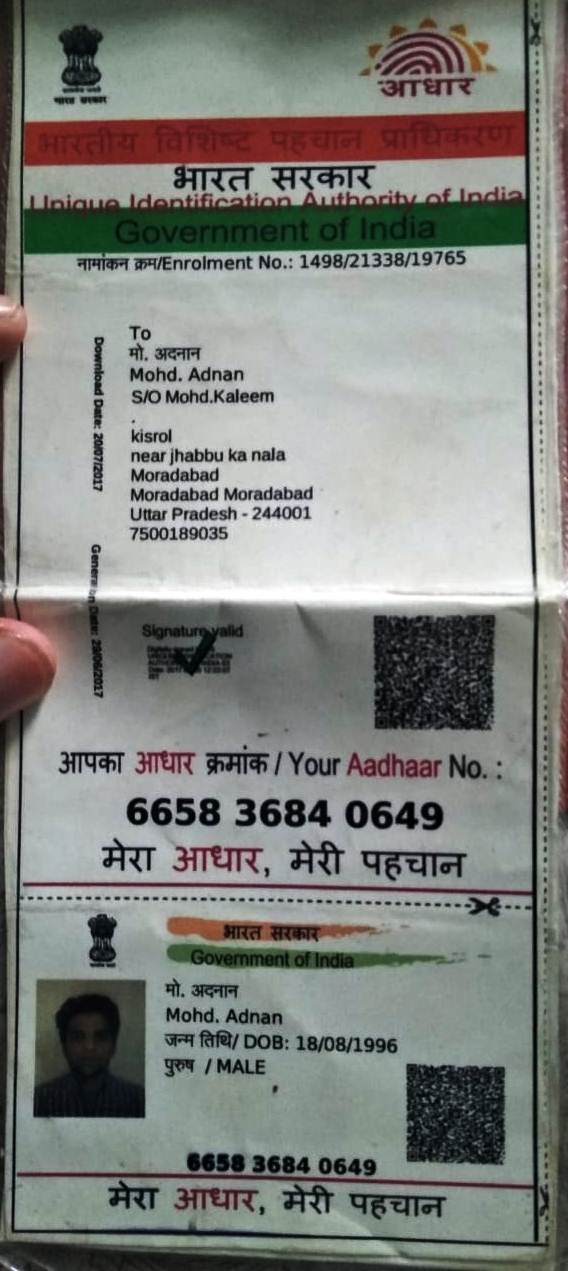 भारत सरकार
आधार
भारतीय विशिष्ट पहचान प्राधिकरण
भारत सरकार
Unique Identification Authority of India
Government of India
नामांकन क्रम/Enrolment No.: 1498/21338/19765
To
मो. अदनान
Mohd. Adnan
S/O Mohd.Kaleem
.
kisrol
near jhabbu ka nala
Moradabad
Moradabad Moradabad
Uttar Pradesh - 244001
7500189035
Download Date: 20/07/2017
Generation Date: 29/06/2017
Signature valid
आपका आधार क्रमांक / Your Aadhaar No. :
6658 3684 0649
मेरा आधार, मेरी पहचान
भारत सरकार
Government of India
मो. अदनान
Mohd. Adnan
जन्म तिथि/ DOB: 18/08/1996
पुरुष / MALE
6658 3684 0649
मेरा आधार, मेरी पहचान